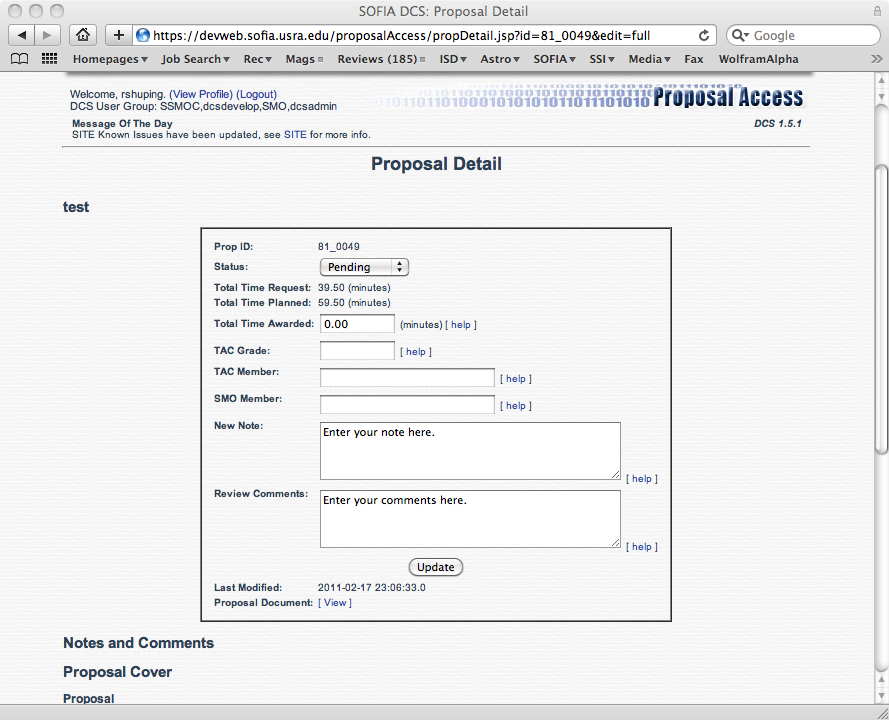 SOFIA DCS: Proposal Detail
https://devweb.sofia.usra.edu/proposalAccess/propDetail.jsp?id=81_0049&edit=full
Google
Homepages Job Search Rec Mags Reviews (185) ISD Astro SOFIA SSI Media Fax WolframAlpha
Welcome, rshuping. (View Profile) (Logout)
DCS User Group: SSMOC,dcsdevelop,SMO,dcsadmin
Proposal Access
Message Of The Day
DCS 1.5.1
SITE Known Issues have been updated, see SITE for more info.
Proposal Detail
test
Prop ID: 81_0049
Status: Pending
Total Time Request: 39.50 (minutes)
Total Time Planned: 59.50 (minutes)
Total Time Awarded: 0.00 (minutes) [ help ]
TAC Grade: [ help ]
TAC Member: [ help ]
SMO Member: [ help ]
New Note: Enter your note here. [ help ]
Review Comments: Enter your comments here. [ help ]
Update
Last Modified: 2011-02-17 23:06:33.0
Proposal Document: [ View ]
Notes and Comments
Proposal Cover
Proposal